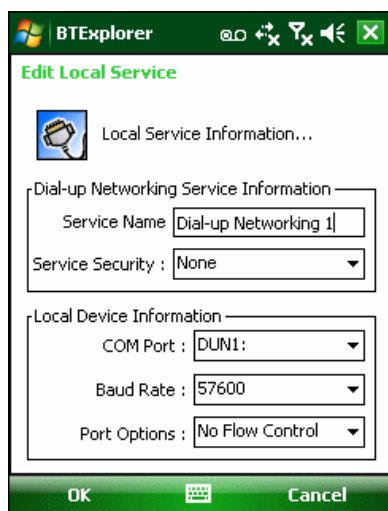 BTExplorer
Edit Local Service
Local Service Information...
Dial-up Networking Service Information
Service Name Dial-up Networking 1
Service Security : None
Local Device Information
COM Port : DUN1:
Baud Rate : 57600
Port Options : No Flow Control
OK Cancel